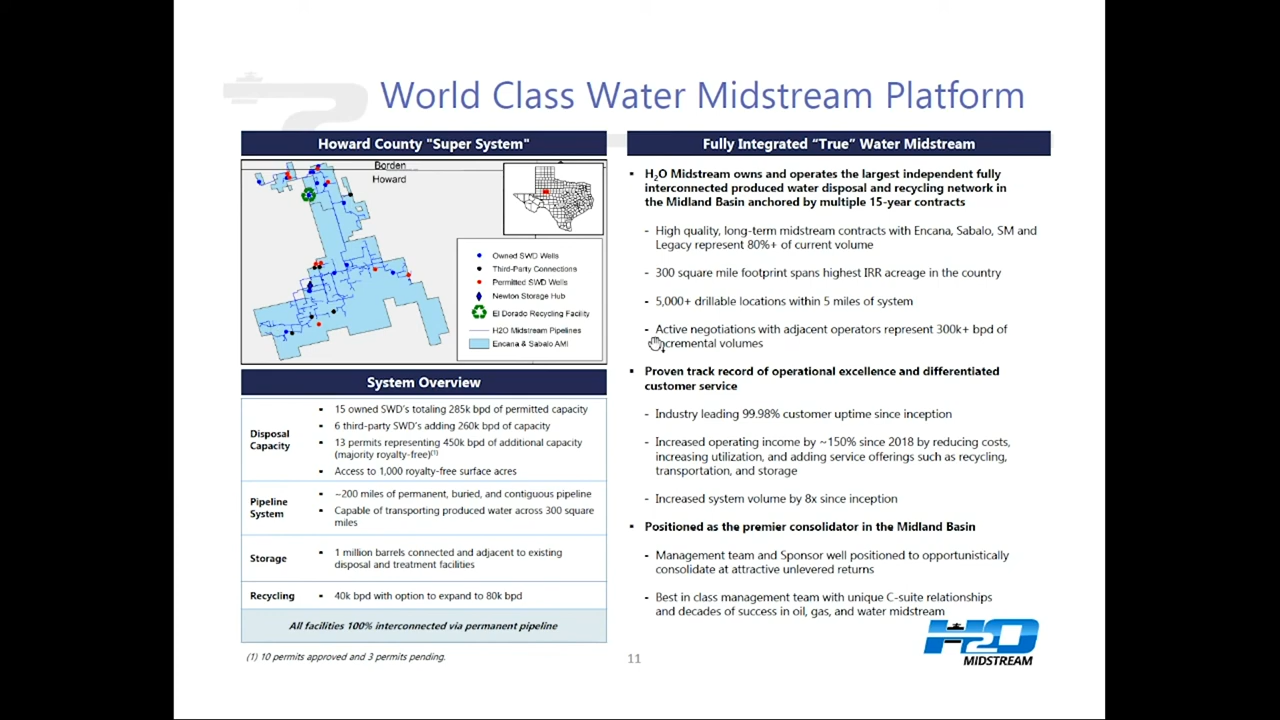 World Class Water Midstream Platform
Howard County "Super System"
Borden
Howard
Owned SWD Wells
Third-Party Connections
Permitted SWD Wells
Newton Storage Hub
El Dorado Recycling Facility
H2O Midstream Pipelines
Encana & Sabalo AMI
System Overview
Disposal
Capacity
▪ 15 owned SWD's totaling 285k bpd of permitted capacity
▪ 6 third-party SWD's adding 260k bpd of capacity
▪ 13 permits representing 450k bpd of additional capacity
(majority royalty-free)(1)
▪ Access to 1,000 royalty-free surface acres
Pipeline
System
▪ ~200 miles of permanent, buried, and contiguous pipeline
▪ Capable of transporting produced water across 300 square
miles
Storage
▪ 1 million barrels connected and adjacent to existing
disposal and treatment facilities
Recycling
▪ 40k bpd with option to expand to 80k bpd
All facilities 100% interconnected via permanent pipeline
(1) 10 permits approved and 3 permits pending.
Fully Integrated “True” Water Midstream
▪ H2O Midstream owns and operates the largest independent fully
interconnected produced water disposal and recycling network in
the Midland Basin anchored by multiple 15-year contracts
- High quality, long-term midstream contracts with Encana, Sabalo, SM and
Legacy represent 80%+ of current volume
- 300 square mile footprint spans highest IRR acreage in the country
- 5,000+ drillable locations within 5 miles of system
- Active negotiations with adjacent operators represent 300k+ bpd of
incremental volumes
▪ Proven track record of operational excellence and differentiated
customer service
- Industry leading 99.98% customer uptime since inception
- Increased operating income by ~150% since 2018 by reducing costs,
increasing utilization, and adding service offerings such as recycling,
transportation, and storage
- Increased system volume by 8x since inception
▪ Positioned as the premier consolidator in the Midland Basin
- Management team and Sponsor well positioned to opportunistically
consolidate at attractive unlevered returns
- Best in class management team with unique C-suite relationships
and decades of success in oil, gas, and water midstream
H2O
MIDSTREAM
11